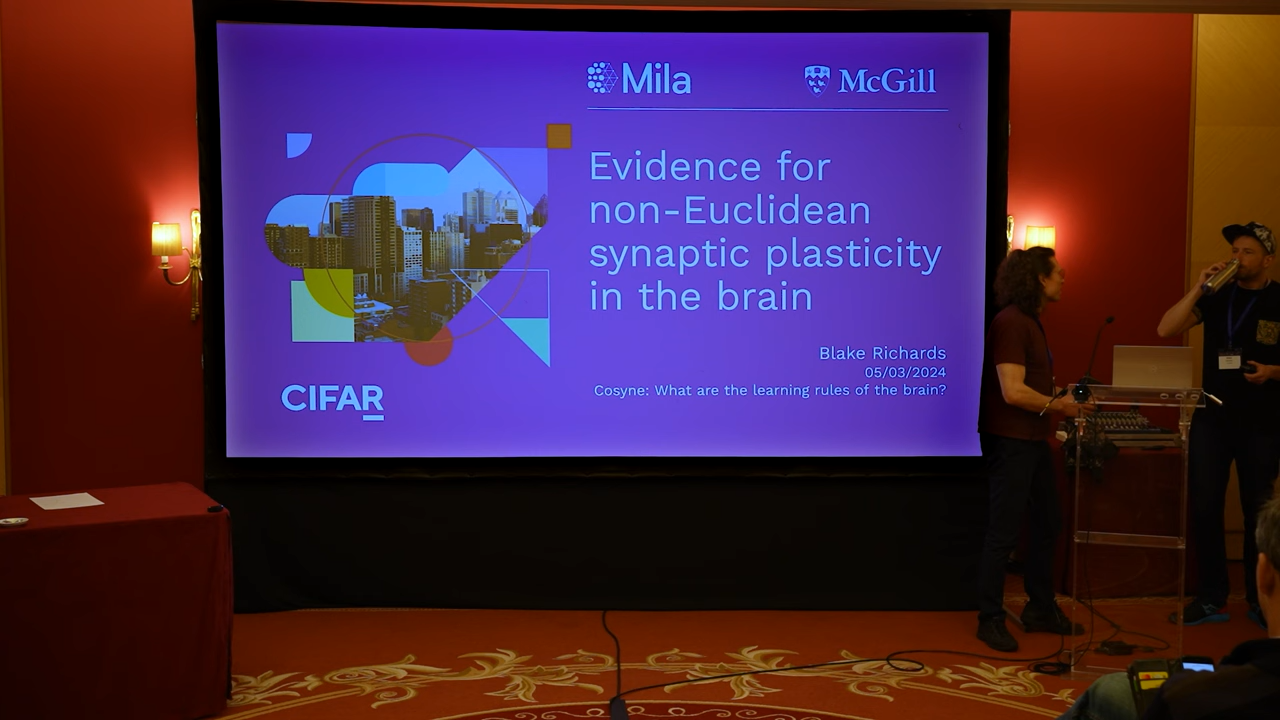 Mila
McGill
Evidence for
non-Euclidean
synaptic plasticity
in the brain
Blake Richards
05/03/2024
Cosyne: What are the learning rules of the brain?
CIFAR